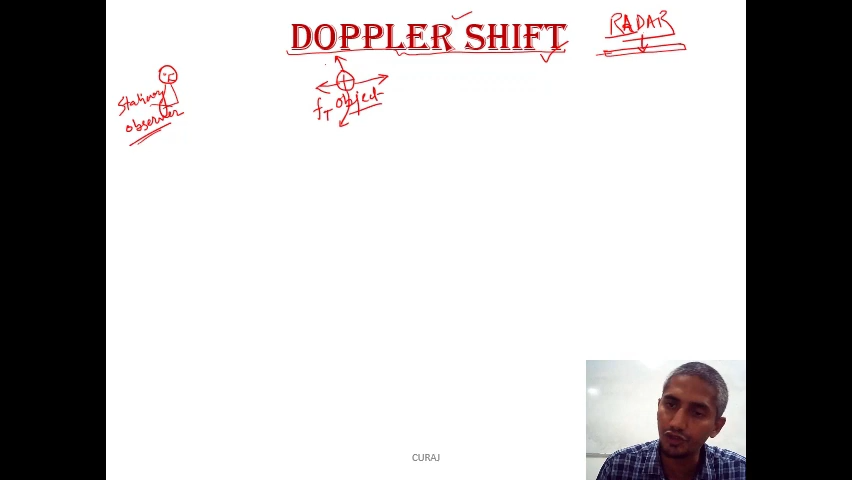 DOPPLER SHIFT
RADAR
Stationary
observer
fT object
CURAJ